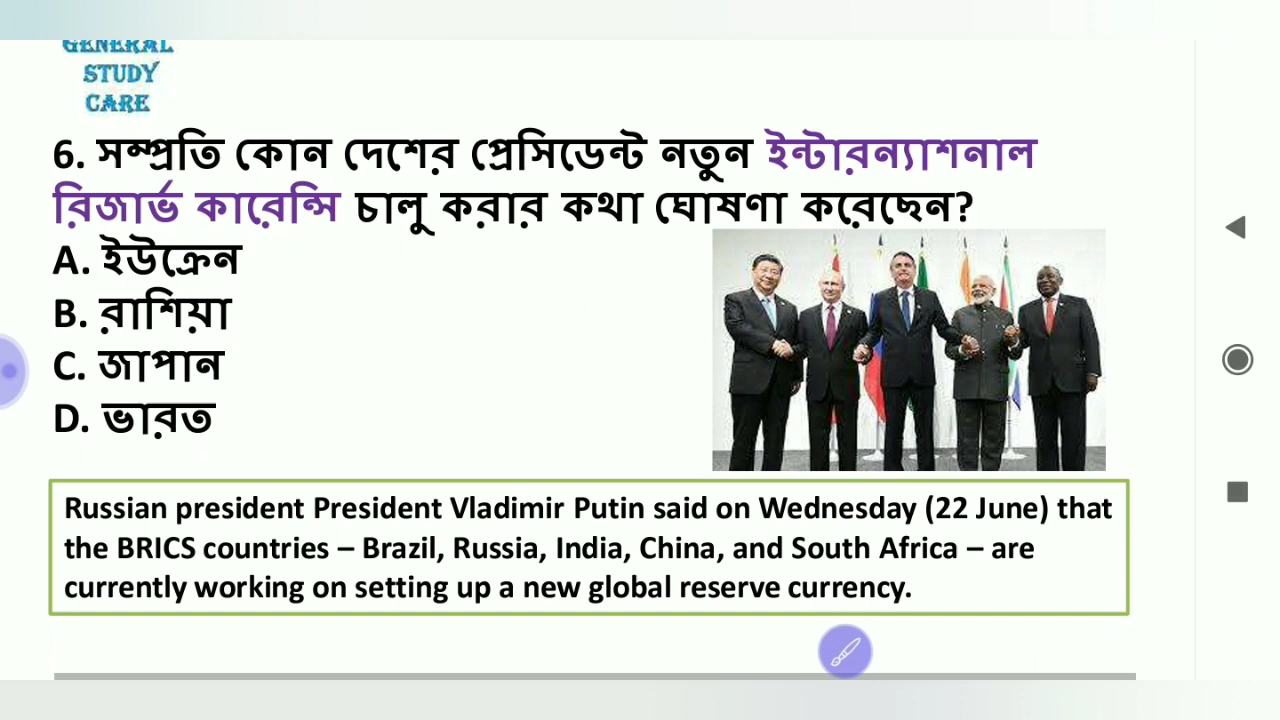 GENERAL
STUDY
CARE
6. সম্প্রতি কোন দেশের প্রেসিডেন্ট নতুন ইন্টারন্যাশনাল
রিজার্ভ কারেন্সি চালু করার কথা ঘোষণা করেছেন?
A. ইউক্রেন
B. রাশিয়া
C. জাপান
D. ভারত
Russian president President Vladimir Putin said on Wednesday (22 June) that
the BRICS countries – Brazil, Russia, India, China, and South Africa – are
currently working on setting up a new global reserve currency.